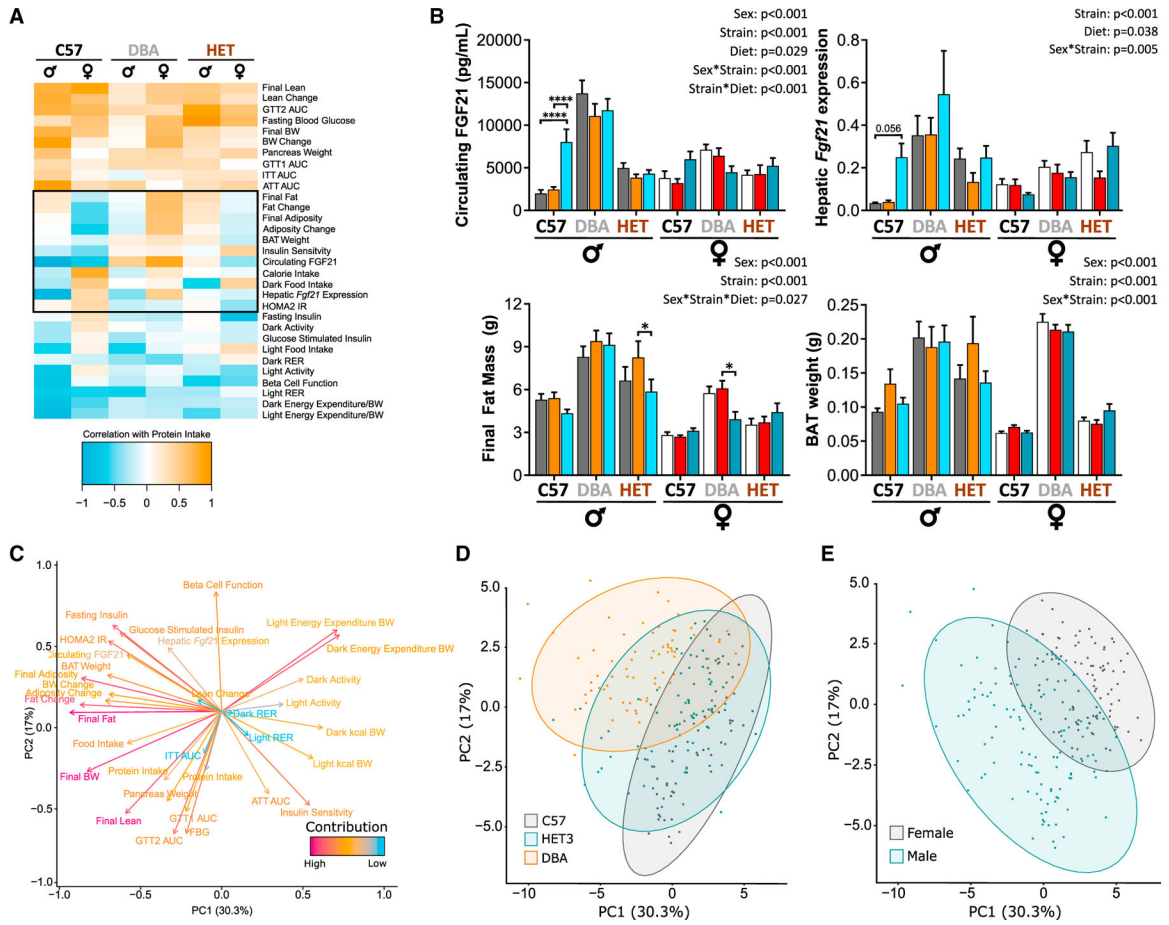 A
C57 DBA HET
♂ ♀ ♂ ♀ ♂ ♀
Final Lean
Lean Change
GTT2 AUC
Fasting Blood Glucose
Final BW
BW Change
Pancreas Weight
GTT1 AUC
ITT AUC
ATT AUC
Final Fat
Fat Change
Final Adiposity
Adiposity Change
BAT Weight
Insulin Sensitivity
Circulating FGF21
Calorie Intake
Dark Food Intake
Hepatic Fgf21 Expression
HOMA2 IR
Fasting Insulin
Dark Activity
Glucose Stimulated Insulin
Light Food Intake
Dark RER
Light Activity
Beta Cell Function
Light RER
Dark Energy Expenditure/BW
Light Energy Expenditure/BW
Correlation with Protein Intake
−1 −0.5 0 0.5 1
B
Sex: p<0.001
Strain: p<0.001
Diet: p=0.029
Sex*Strain: p<0.001
Strain*Diet: p<0.001
Circulating FGF21 (pg/mL)
20000
15000
10000
5000
0
****
****
C57 DBA HET C57 DBA HET
♂ ♀
Strain: p<0.001
Diet: p=0.038
Sex*Strain: p=0.005
Hepatic Fgf21 expression
0.8
0.6
0.4
0.2
0.0
0.056
C57 DBA HET C57 DBA HET
♂ ♀
Sex: p<0.001
Strain: p<0.001
Sex*Strain*Diet: p=0.027
Final Fat Mass (g)
12
9
6
3
0
*
*
C57 DBA HET C57 DBA HET
♂ ♀
Sex: p<0.001
Strain: p<0.001
Sex*Strain: p<0.001
BAT weight (g)
0.25
0.20
0.15
0.10
0.05
0.00
C57 DBA HET C57 DBA HET
♂ ♀
C
PC2 (17%)
1.0
0.5
0.0
−0.5
−1.0
Beta Cell Function
Fasting Insulin
Glucose Stimulated Insulin
Light Energy Expenditure BW
HOMA2 IR
Hepatic Fgf21 Expression
Dark Energy Expenditure BW
Circulating FGF21
BAT Weight
Final Adiposity
BW Change
Dark Activity
Adiposity Change
Lean Change
Fat Change
Light Activity
Final Fat
Dark RER
Dark kcal BW
Light RER
Food Intake
ITT AUC
Light kcal BW
Final BW
Protein Intake
Protein Intake
Pancreas Weight
ATT AUC
Insulin Sensitvity
Final Lean
GTT1 AUC
GTT2 AUC
FBG
Contribution
High Low
−1.0 −0.5 0.0 0.5 1.0
PC1 (30.3%)
D
PC2 (17%)
5.0
2.5
0.0
−2.5
−5.0
C57
HET3
DBA
−10 −5 0 5
PC1 (30.3%)
E
PC2 (17%)
5.0
2.5
0.0
−2.5
−5.0
Female
Male
−10 −5 0 5
PC1 (30.3%)